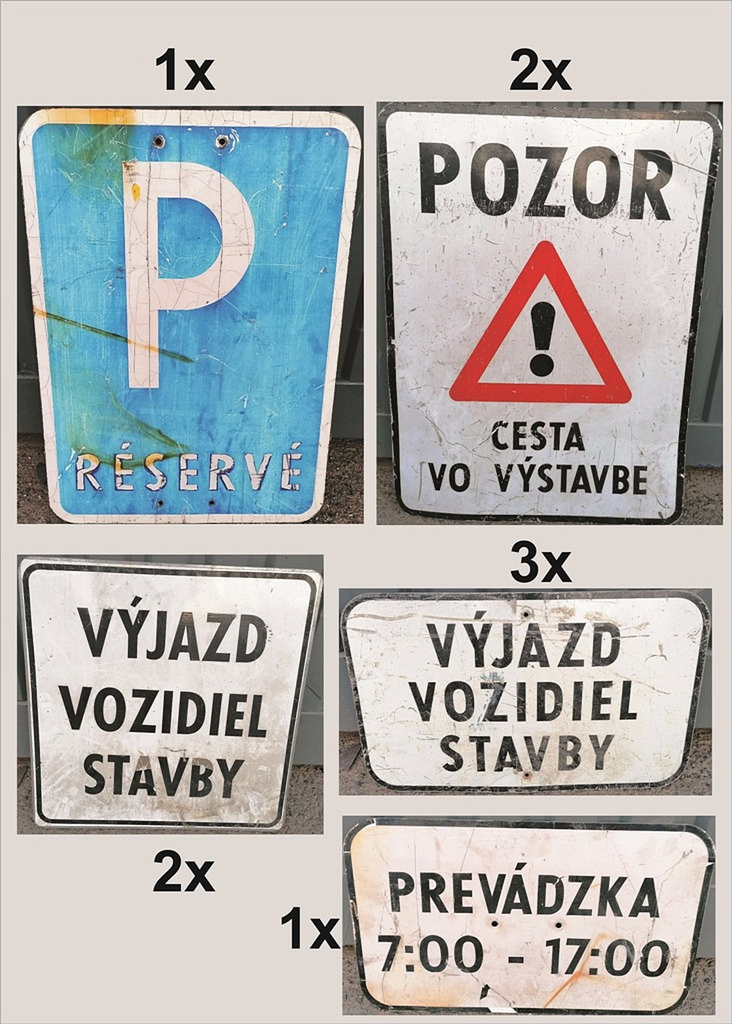 1x
P
RÉSERVÉ
2x
POZOR
!
CESTA
VO VÝSTAVBE
VÝJAZD
VOZIDIEL
STAVBY
2x
3x
VÝJAZD
VOZIDIEL
STAVBY
1x
PREVÁDZKA
7:00 - 17:00